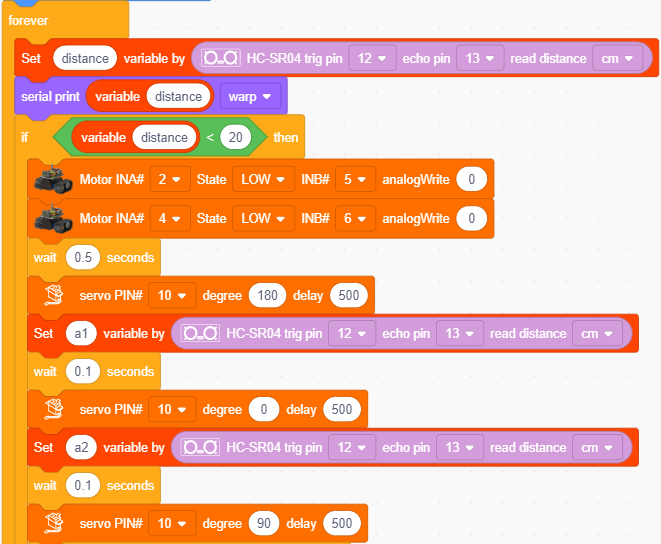 forever
Set distance variable by HC-SR04 trig pin 12 echo pin 13 read distance cm
serial print variable distance warp
if variable distance < 20 then
Motor INA# 2 State LOW INB# 5 analogWrite 0
Motor INA# 4 State LOW INB# 6 analogWrite 0
wait 0.5 seconds
servo PIN# 10 degree 180 delay 500
Set a1 variable by HC-SR04 trig pin 12 echo pin 13 read distance cm
wait 0.1 seconds
servo PIN# 10 degree 0 delay 500
Set a2 variable by HC-SR04 trig pin 12 echo pin 13 read distance cm
wait 0.1 seconds
servo PIN# 10 degree 90 delay 500